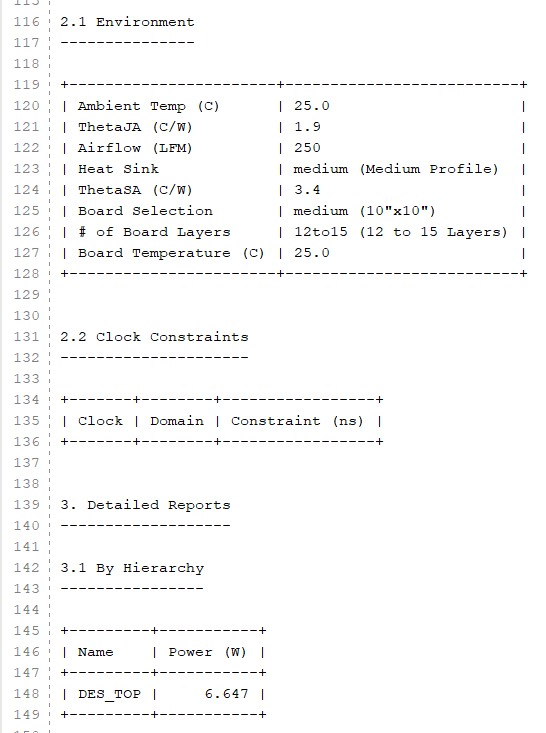 116 2.1 Environment
117 ---------------
118
119 +-----------------------+--------------------------+
120 | Ambient Temp (C)      | 25.0                     |
121 | ThetaJA (C/W)         | 1.9                      |
122 | Airflow (LFM)         | 250                      |
123 | Heat Sink             | medium (Medium Profile)  |
124 | ThetaSA (C/W)         | 3.4                      |
125 | Board Selection       | medium (10"x10")         |
126 | # of Board Layers     | 12to15 (12 to 15 Layers) |
127 | Board Temperature (C) | 25.0                     |
128 +-----------------------+--------------------------+
129
130
131 2.2 Clock Constraints
132 ---------------------
133
134 +-------+--------+-----------------+
135 | Clock | Domain | Constraint (ns) |
136 +-------+--------+-----------------+
137
138
139 3. Detailed Reports
140 -------------------
141
142 3.1 By Hierarchy
143 ----------------
144
145 +---------+-----------+
146 | Name    | Power (W) |
147 +---------+-----------+
148 | DES_TOP |     6.647 |
149 +---------+-----------+